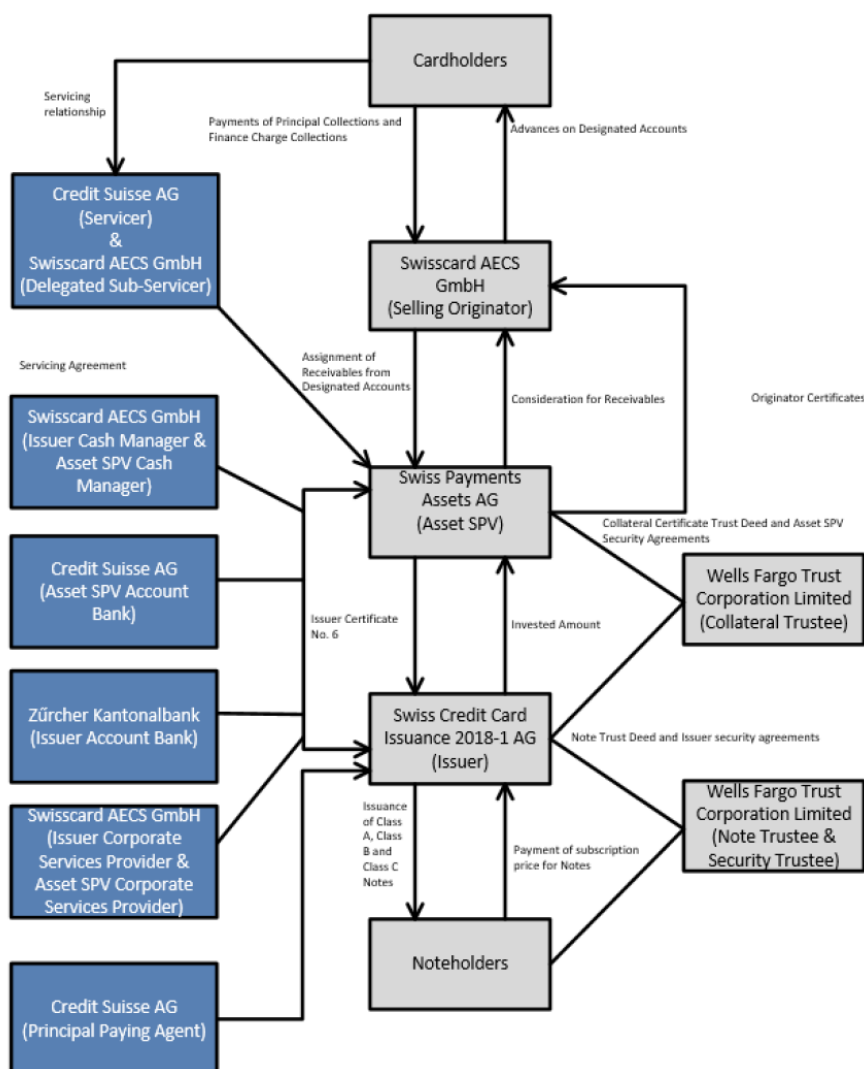 Cardholders
Servicing
relationship
Payments of Principal Collections and
Finance Charge Collections
Advances on Designated Accounts
Credit Suisse AG
(Servicer)
&
Swisscard AECS GmbH
(Delegated Sub-Servicer)
Swisscard AECS
GmbH
(Selling Originator)
Servicing Agreement
Assignment of
Receivables from
Designated Accounts
Consideration for Receivables
Originator Certificates
Swisscard AECS GmbH
(Issuer Cash Manager &
Asset SPV Cash
Manager)
Swiss Payments
Assets AG
(Asset SPV)
Collateral Certificate Trust Deed and Asset SPV
Security Agreements
Credit Suisse AG
(Asset SPV Account
Bank)
Issuer Certificate
No. 6
Invested Amount
Wells Fargo Trust
Corporation Limited
(Collateral Trustee)
Zűrcher Kantonalbank
(Issuer Account Bank)
Swiss Credit Card
Issuance 2018-1 AG
(Issuer)
Note Trust Deed and Issuer security agreements
Swisscard AECS GmbH
(Issuer Corporate
Services Provider &
Asset SPV Corporate
Services Provider)
Issuance
of Class
A, Class
B and
Class C
Notes
Payment of subscription
price for Notes
Wells Fargo Trust
Corporation Limited
(Note Trustee &
Security Trustee)
Noteholders
Credit Suisse AG
(Principal Paying Agent)